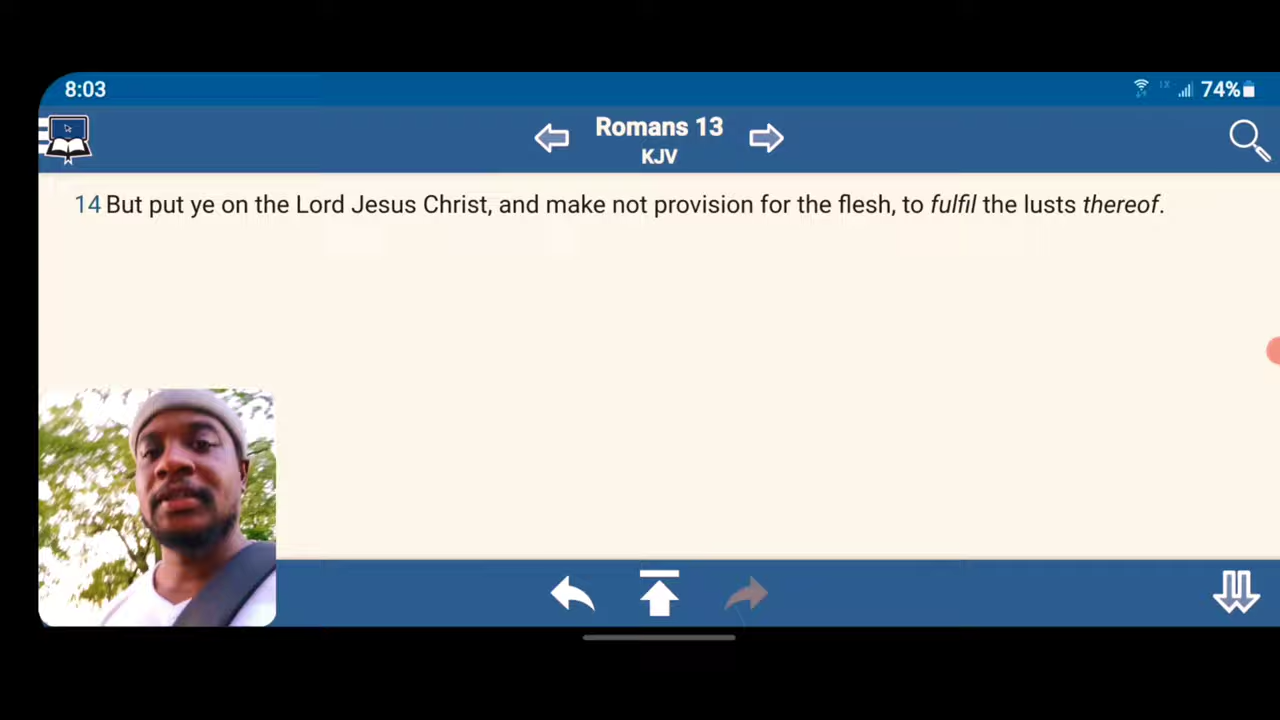 8:03
1X
74%
Romans 13
KJV
14 But put ye on the Lord Jesus Christ, and make not provision for the flesh, to fulfil the lusts thereof.